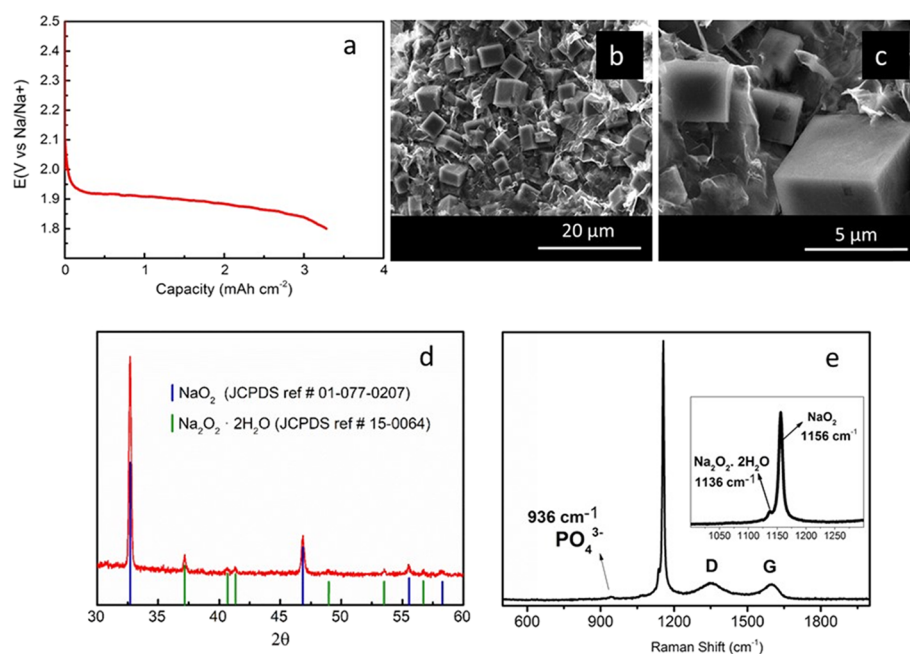 a
2.5
2.4
2.3
2.2
2.1
2.0
1.9
1.8
E(V vs Na/Na+)
0 1 2 3 4
Capacity (mAh cm⁻²)
b
20 µm
c
5 µm
d
NaO₂ (JCPDS ref # 01-077-0207)
Na₂O₂ · 2H₂O (JCPDS ref # 15-0064)
30 35 40 45 50 55 60
2θ
e
NaO₂
1156 cm⁻¹
Na₂O₂. 2H₂O
1136 cm⁻¹
1050 1100 1150 1200 1250
936 cm⁻¹
PO₄³⁻
D G
600 900 1200 1500 1800
Raman Shift (cm⁻¹)